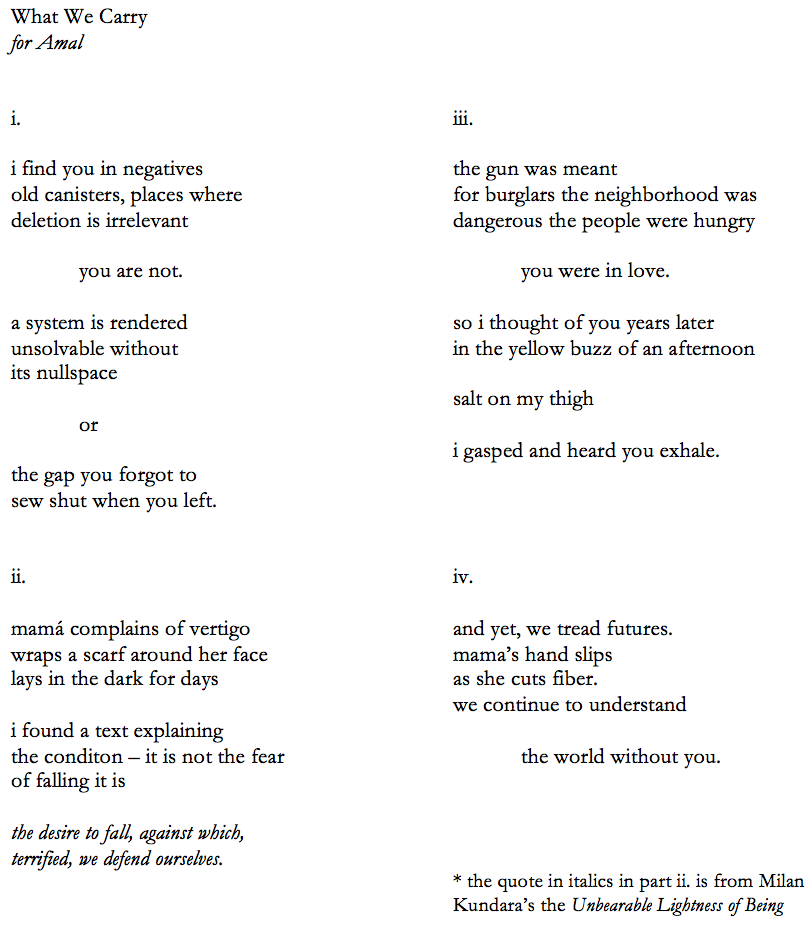 What We Carry
for Amal
i.
i find you in negatives
old canisters, places where
deletion is irrelevant
you are not.
a system is rendered
unsolvable without
its nullspace
or
the gap you forgot to
sew shut when you left.
ii.
mamá complains of vertigo
wraps a scarf around her face
lays in the dark for days
i found a text explaining
the conditon – it is not the fear
of falling it is
the desire to fall, against which,
terrified, we defend ourselves.
iii.
the gun was meant
for burglars the neighborhood was
dangerous the people were hungry
you were in love.
so i thought of you years later
in the yellow buzz of an afternoon
salt on my thigh
i gasped and heard you exhale.
iv.
and yet, we tread futures.
mama’s hand slips
as she cuts fiber.
we continue to understand
the world without you.
* the quote in italics in part ii. is from Milan
Kundara’s the Unbearable Lightness of Being